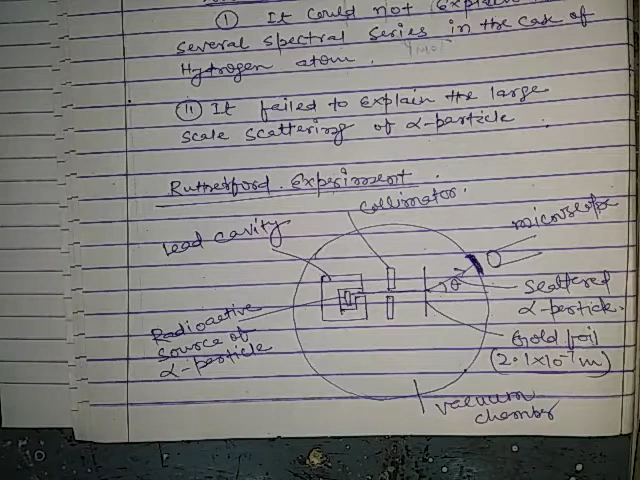 (i) It could not explain
several spectral series in the case of
Hydrogen atom.
(ii) It failed to explain the large
scale scattering of α-particle
Rutherford Experiment.
collimator.
microscope
Lead cavity
θ
scattered
α-particle.
Radioactive
source of
α-particle
Gold foil
(2.1×10⁻⁷m)
vacuum
chamber